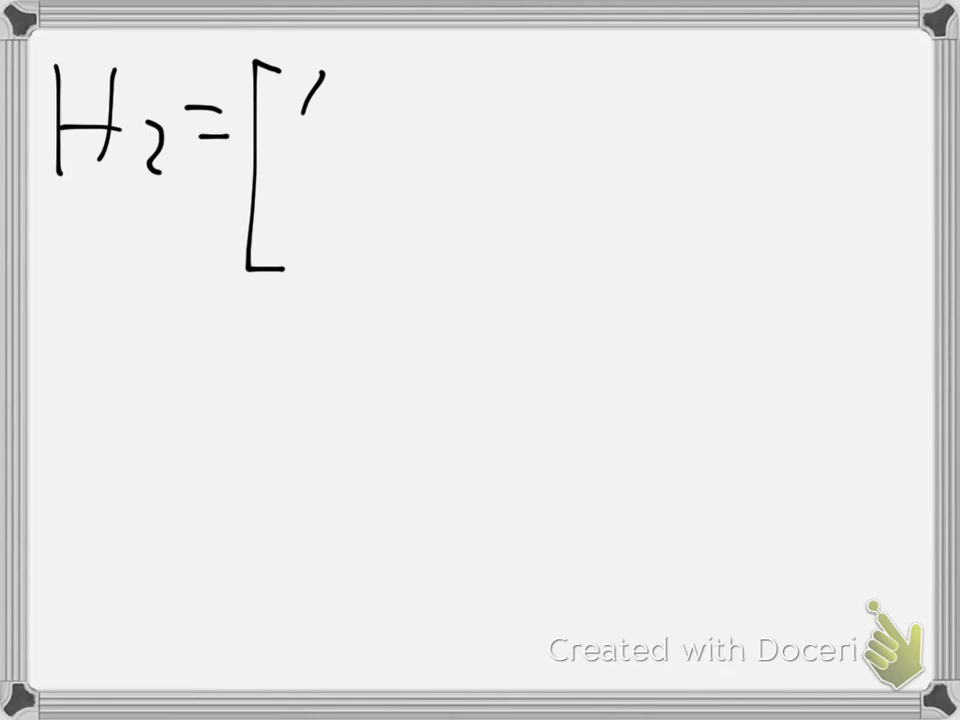 H₂ = [ 1
Created with Doceri